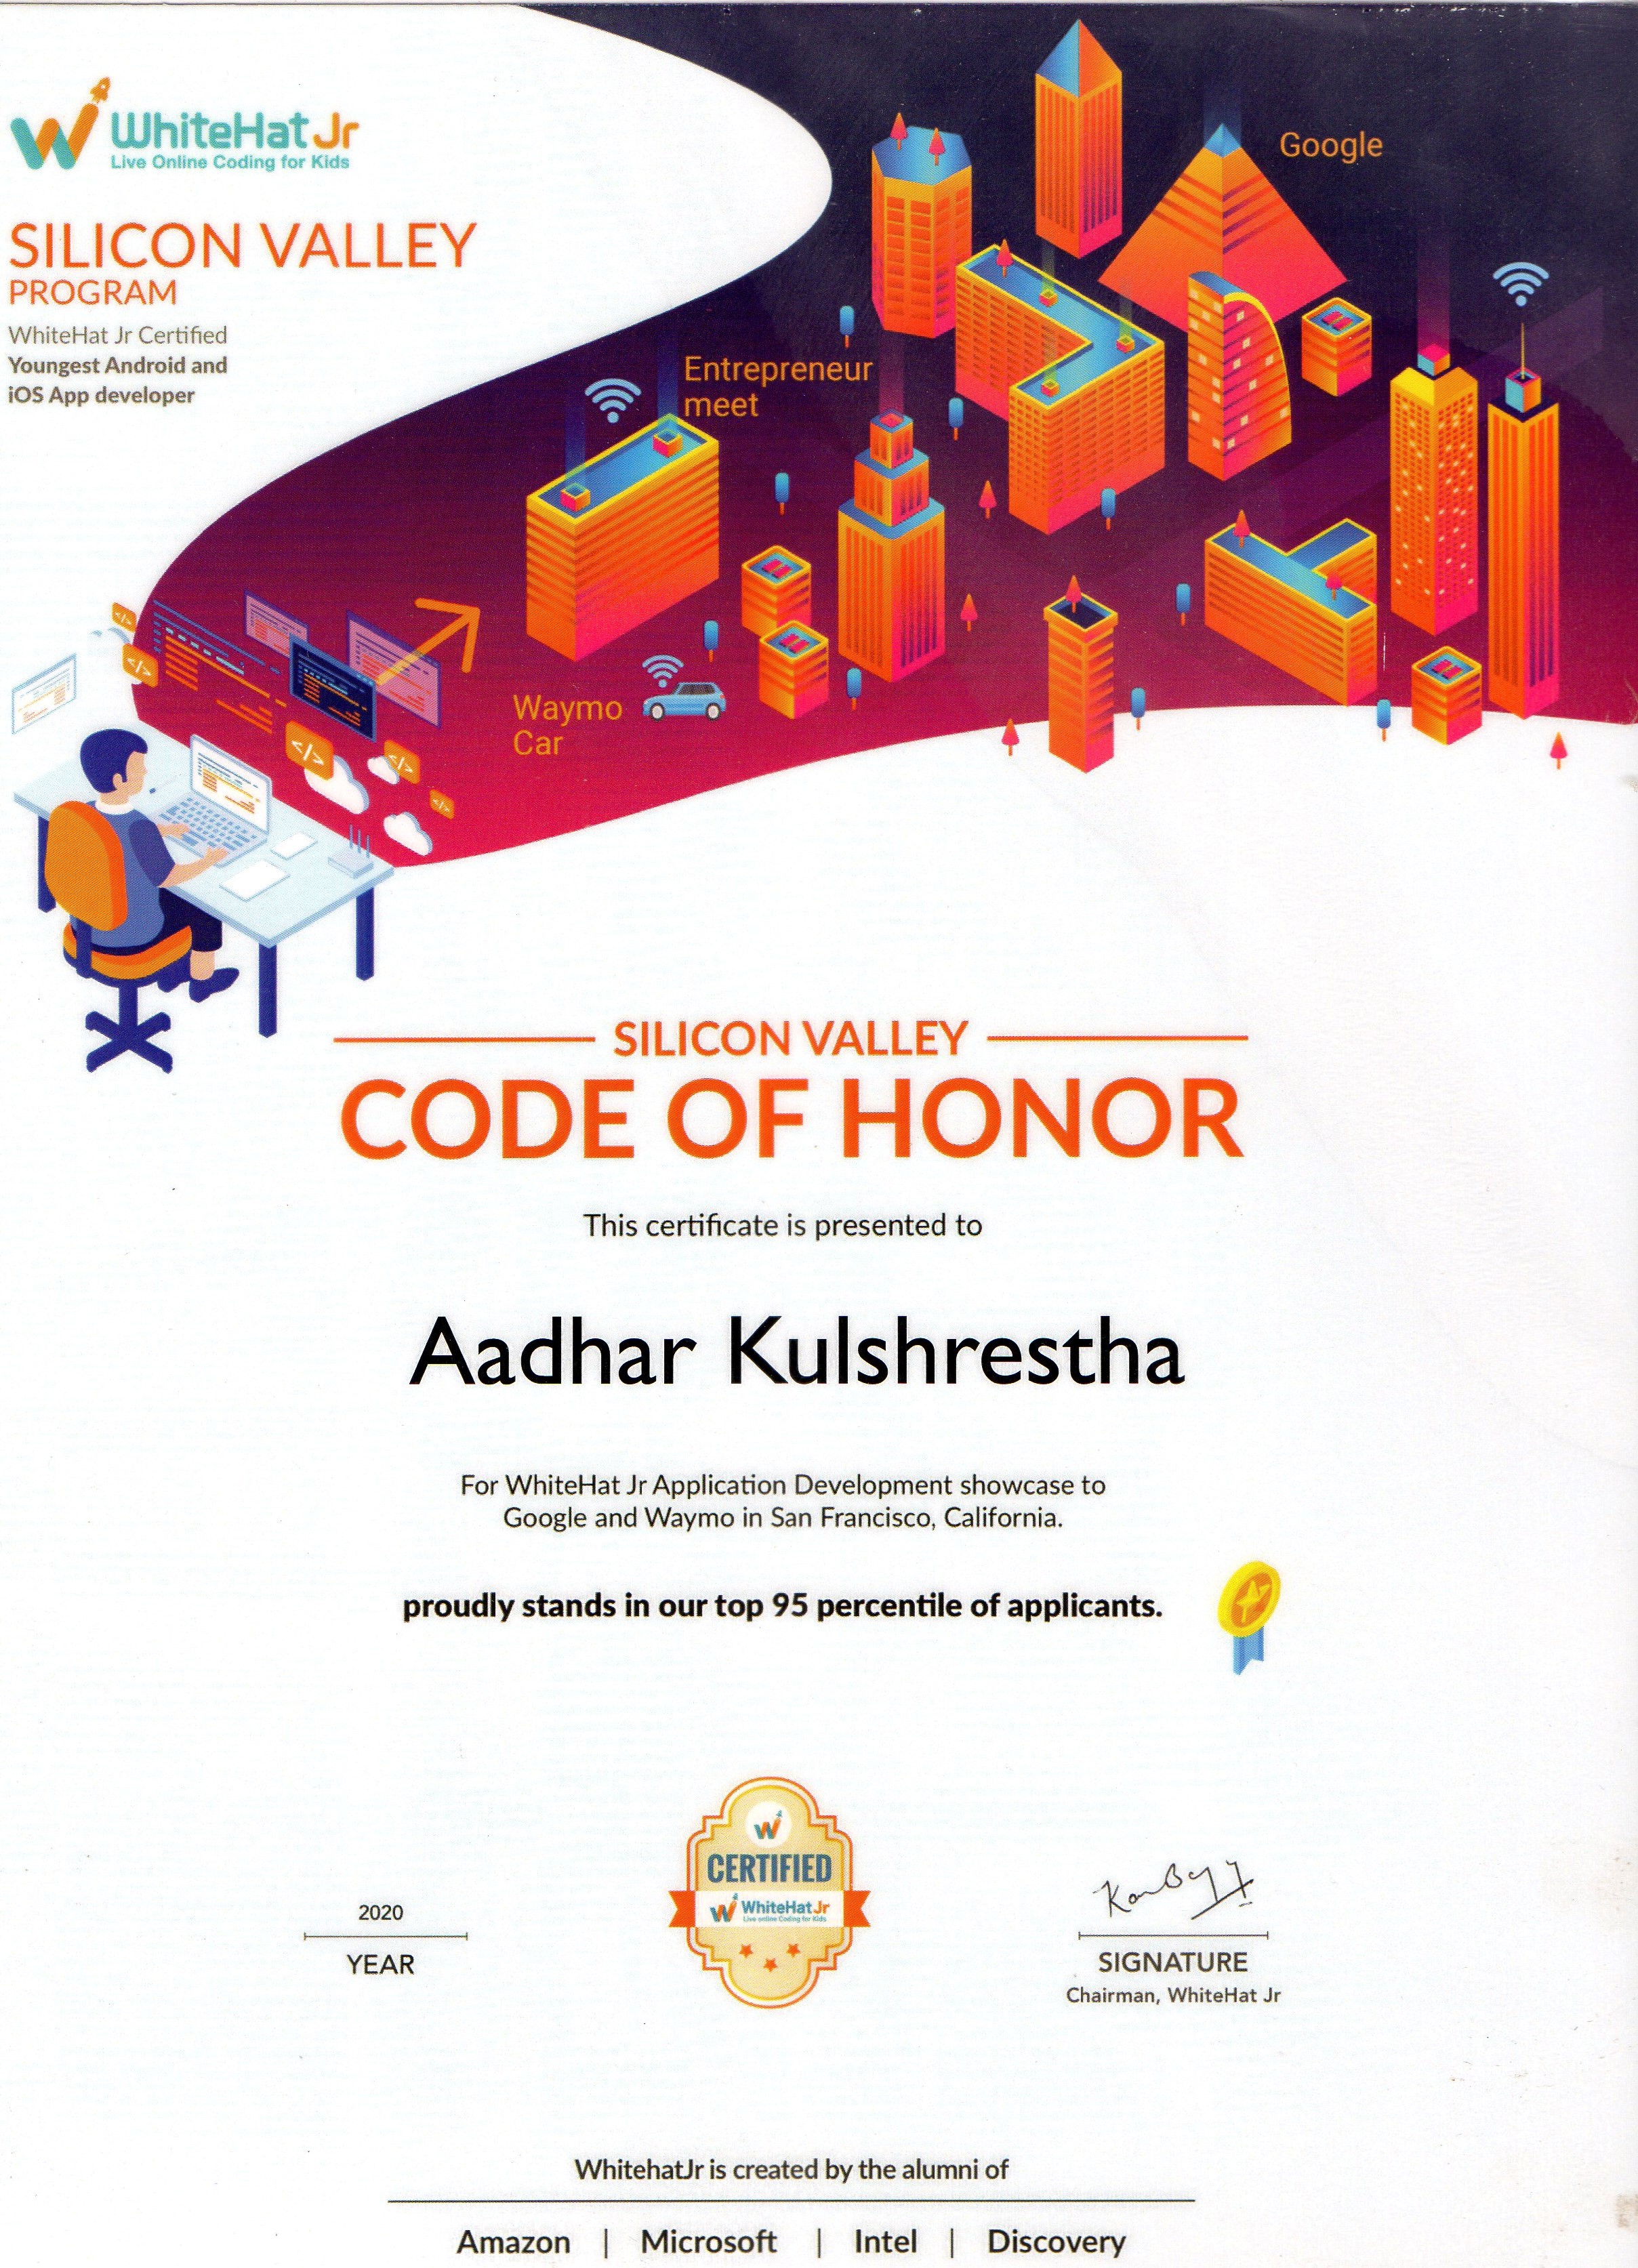 WhiteHat Jr
Live Online Coding for Kids
SILICON VALLEY
PROGRAM
WhiteHat Jr Certified
Youngest Android and
iOS App developer
Google
Entrepreneur
meet
Waymo
Car
</>
</>
</>
</>
</>
SILICON VALLEY
CODE OF HONOR
This certificate is presented to
Aadhar Kulshrestha
For WhiteHat Jr Application Development showcase to
Google and Waymo in San Francisco, California.
proudly stands in our top 95 percentile of applicants.
CERTIFIED
WhiteHat Jr
Live online Coding for Kids
2020
YEAR
SIGNATURE
Chairman, WhiteHat Jr
WhitehatJr is created by the alumni of
Amazon | Microsoft | Intel | Discovery